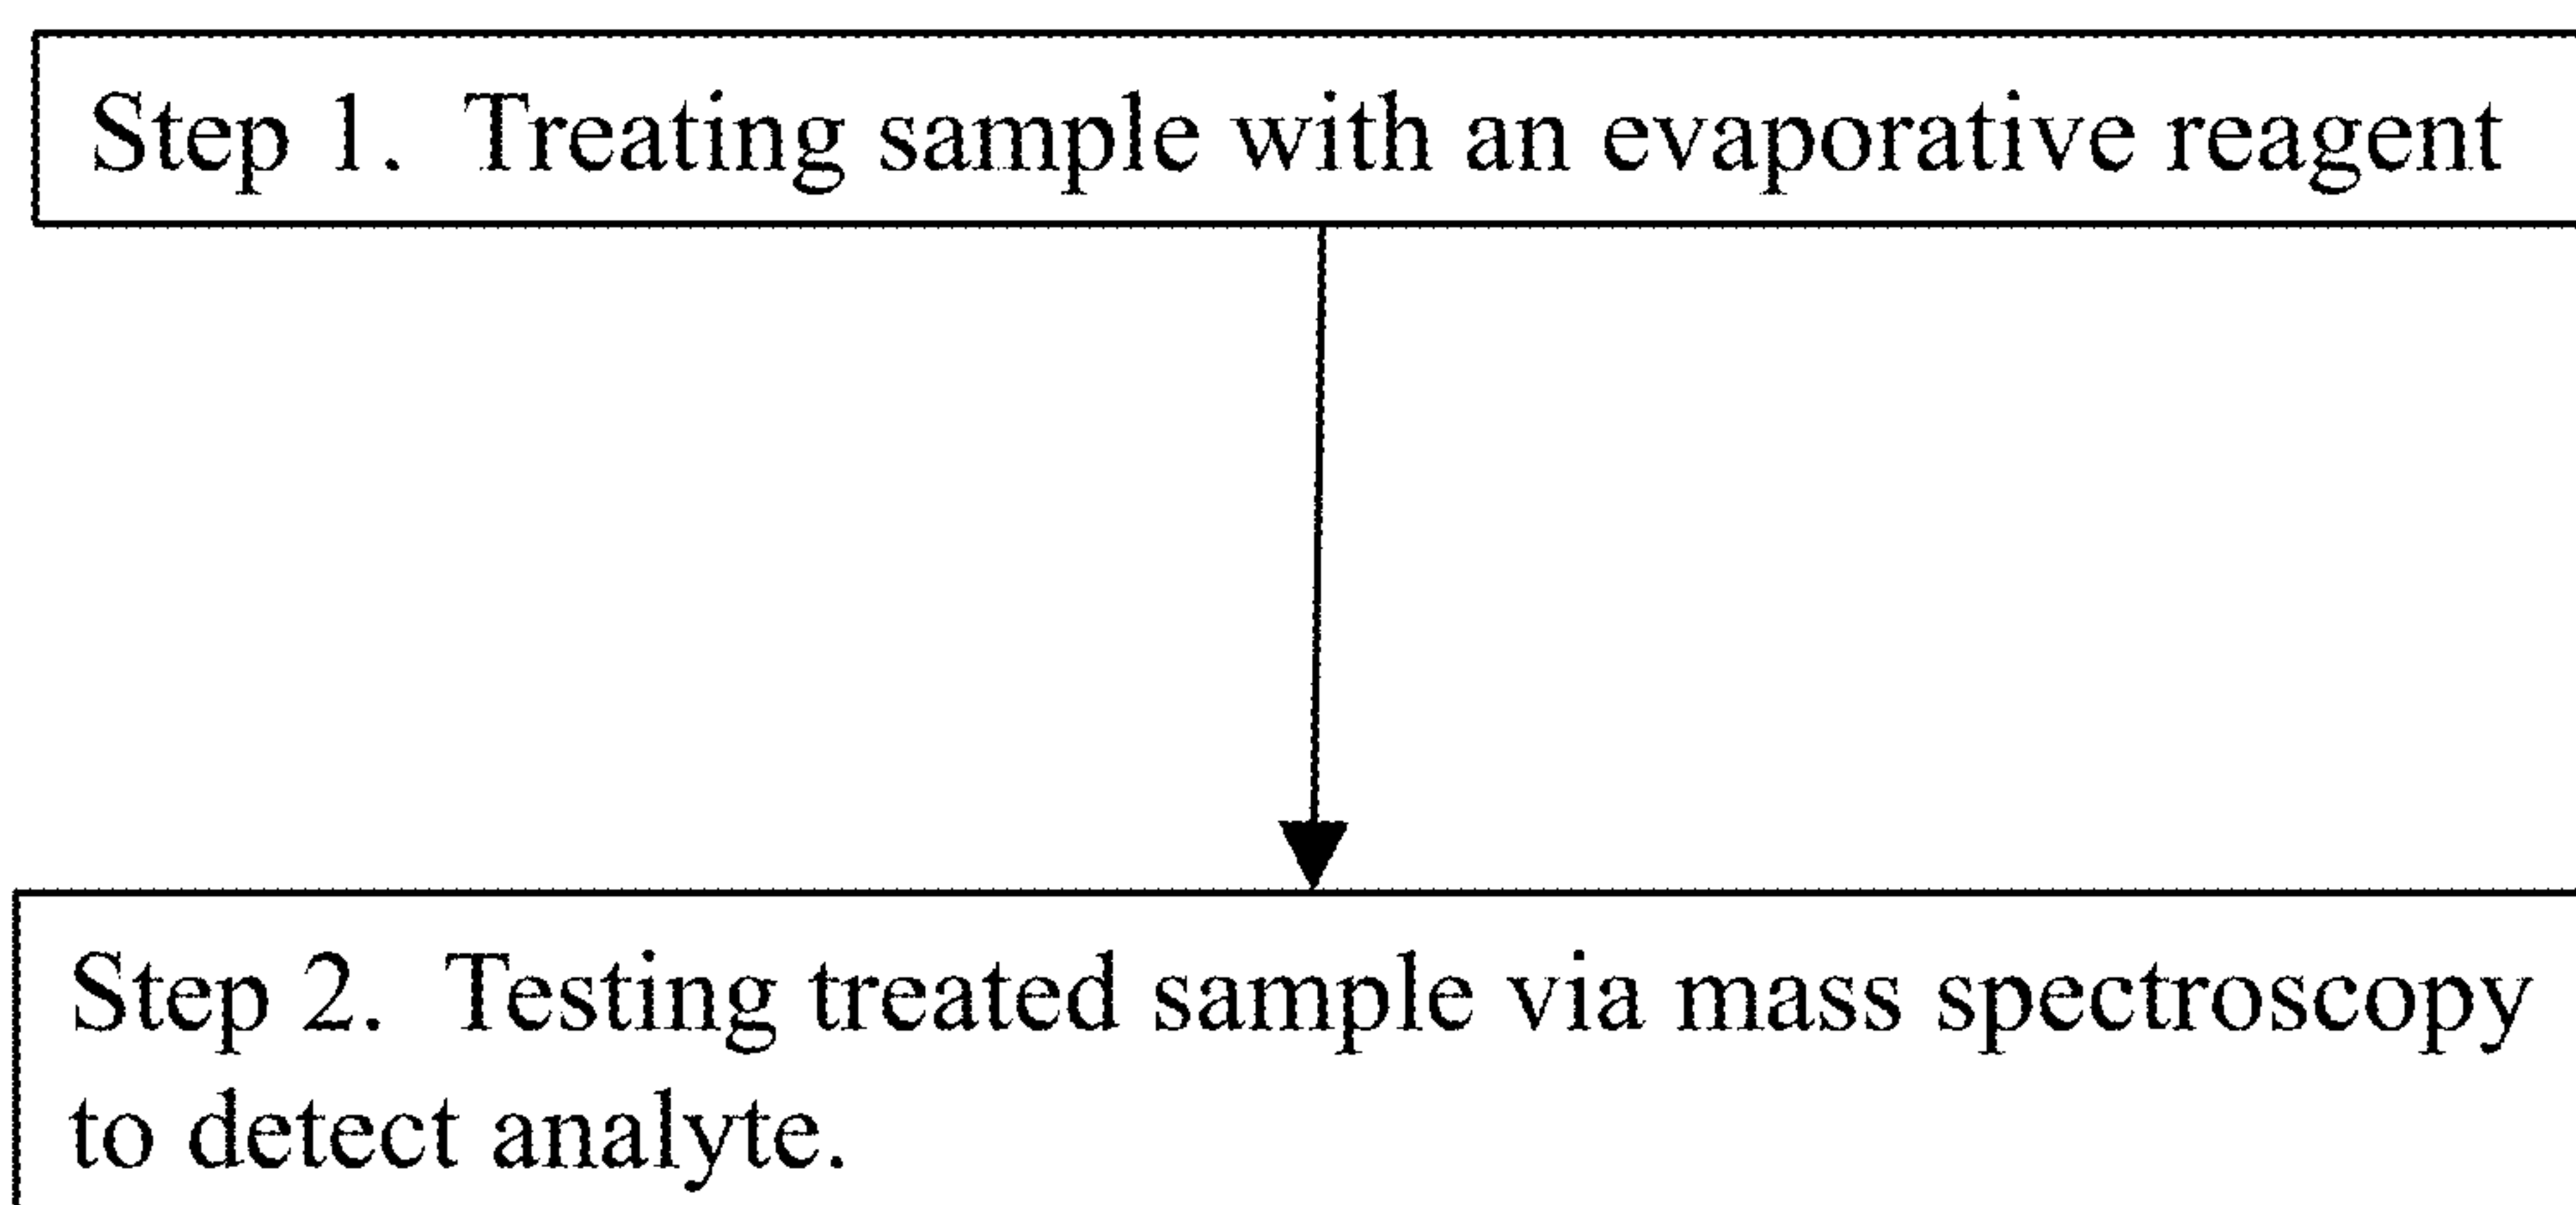 Step 1. Treating sample with an evaporative reagent
Step 2. Testing treated sample via mass spectroscopy
to detect analyte.